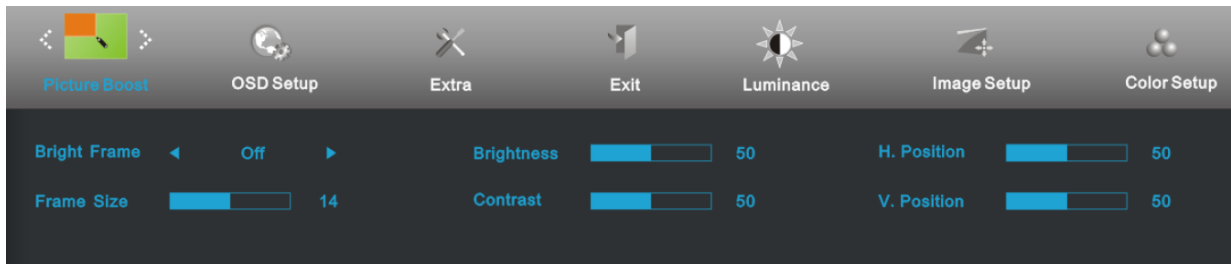 Picture Boost OSD Setup Extra Exit Luminance Image Setup Color Setup
Bright Frame Off Brightness 50 H. Position 50
Frame Size 14 Contrast 50 V. Position 50